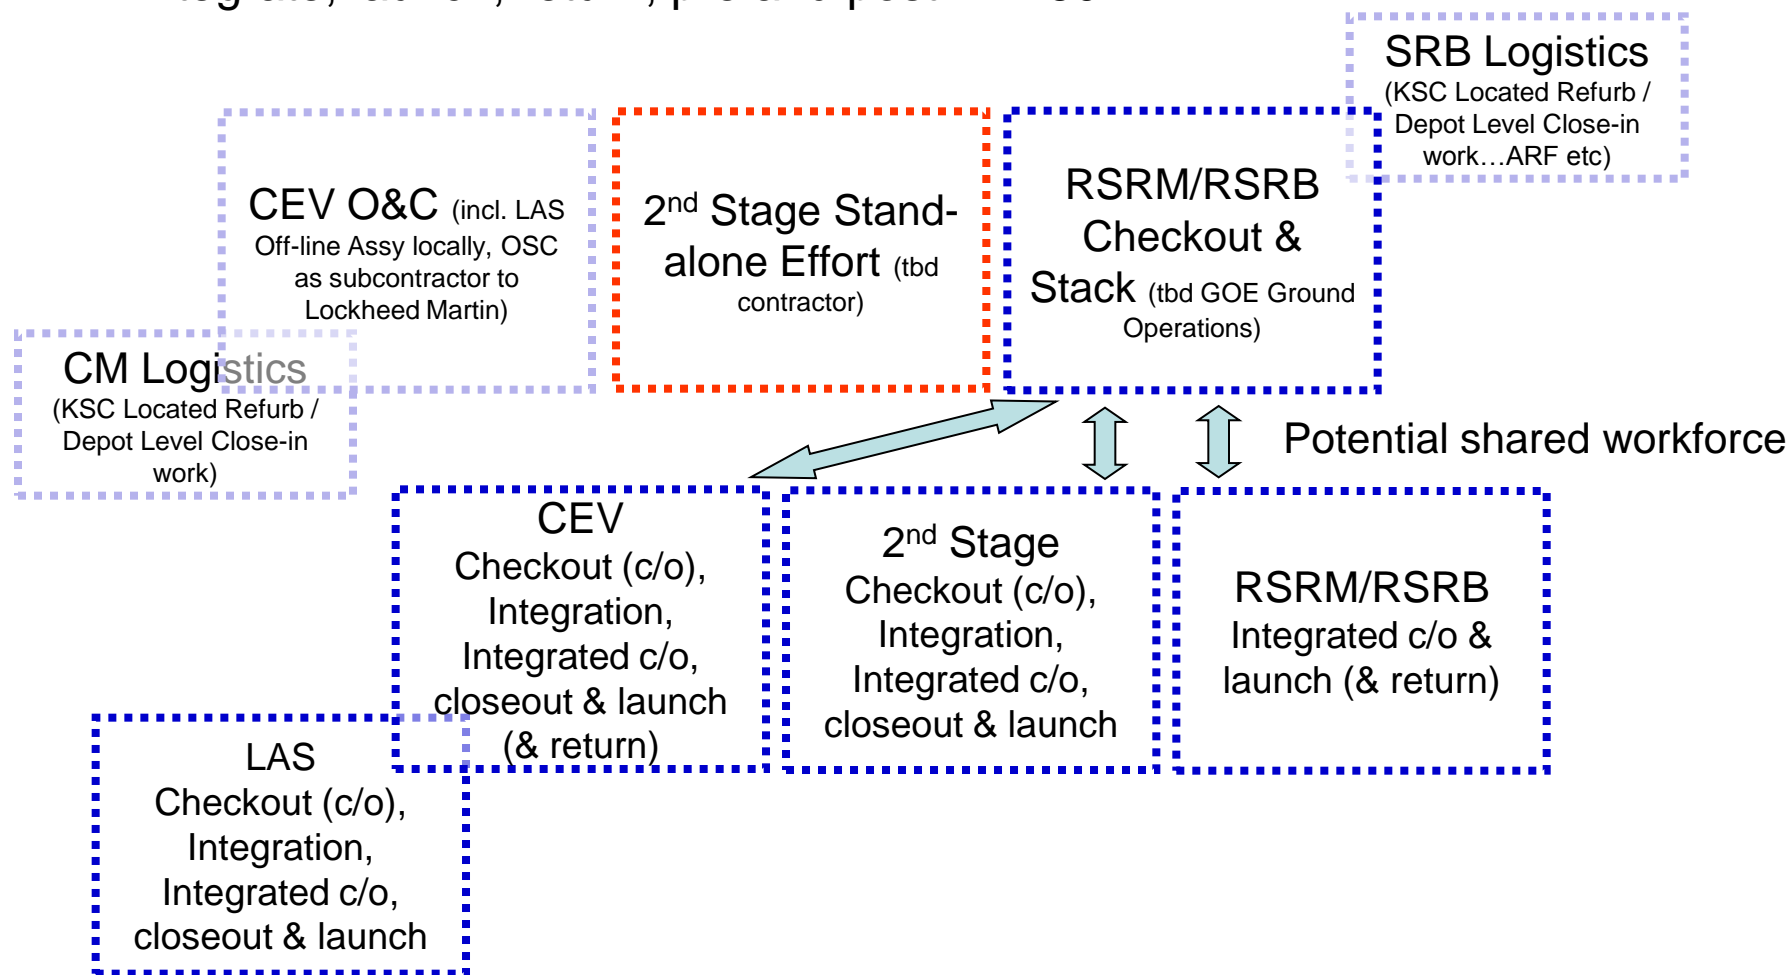 SRB Logistics
(KSC Located Refurb /
Depot Level Close-in
work…ARF etc)
CEV O&C (incl. LAS
Off-line Assy locally, OSC
as subcontractor to
Lockheed Martin)
2nd Stage Stand-
alone Effort (tbd
contractor)
RSRM/RSRB
Checkout &
Stack (tbd GOE Ground
Operations)
CM Logistics
(KSC Located Refurb /
Depot Level Close-in
work)
Potential shared workforce
CEV
Checkout (c/o),
Integration,
Integrated c/o,
closeout & launch
(& return)
2nd Stage
Checkout (c/o),
Integration,
Integrated c/o,
closeout & launch
RSRM/RSRB
Integrated c/o &
launch (& return)
LAS
Checkout (c/o),
Integration,
Integrated c/o,
closeout & launch